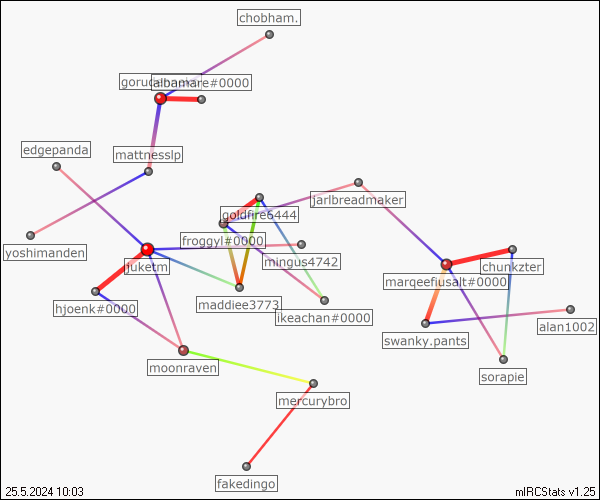 chobham.
albamare#0000
edgepanda
mattnesslp
jarlbreadmaker
goldfire6444
froggyl#0000
yoshimanden
mingus4742
juketm
chunkzter
marqeefiusalt#0000
maddiee3773
hjoenk#0000
ikeachan#0000
alan1002
swanky.pants
moonraven
sorapie
mercurybro
fakedingo
25.5.2024 10:03
mIRCStats v1.25